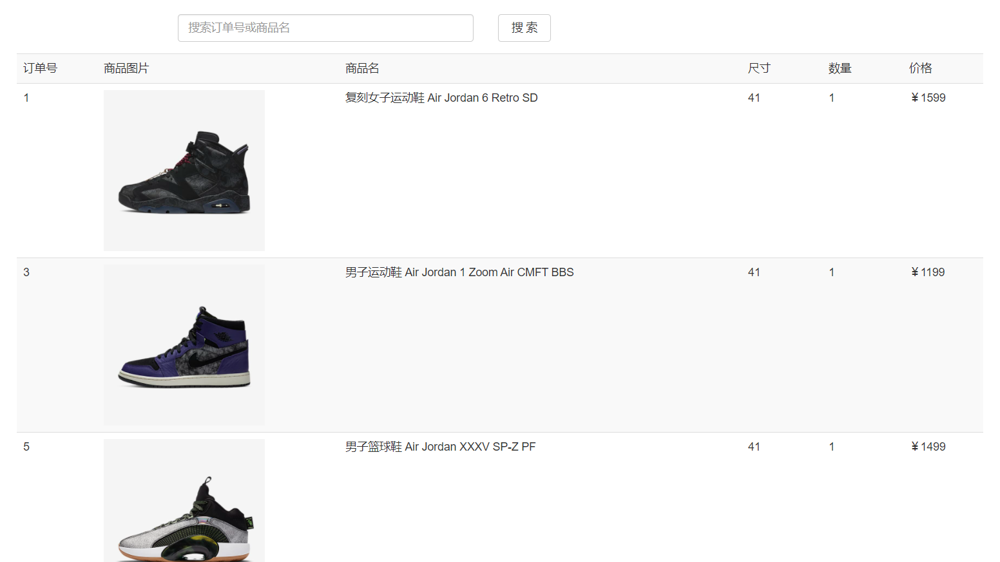 搜索订单号或商品名 搜 索
订单号 商品图片 商品名 尺寸 数量 价格
1 复刻女子运动鞋 Air Jordan 6 Retro SD 41 1 ￥1599
3 男子运动鞋 Air Jordan 1 Zoom Air CMFT BBS 41 1 ￥1199
5 男子篮球鞋 Air Jordan XXXV SP-Z PF 41 1 ￥1499